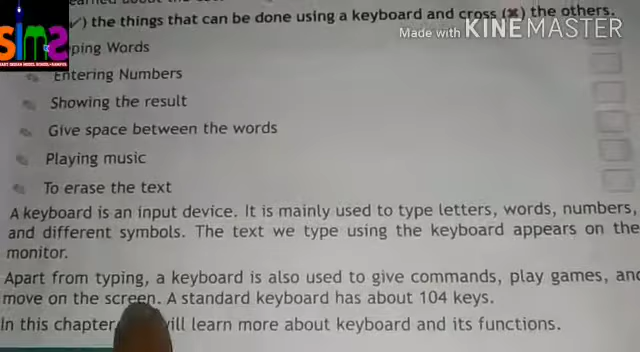 ✓) the things that can be done using a keyboard and cross (✖) the others.
Made with KINEMASTER
sims
Words
Entering Numbers
Showing the result
Give space between the words
Playing music
To erase the text
A keyboard is an input device. It is mainly used to type letters, words, numbers,
and different symbols. The text we type using the keyboard appears on the
monitor.
Apart from typing, a keyboard is also used to give commands, play games, and
move on the screen. A standard keyboard has about 104 keys.
In this chapter will learn more about keyboard and its functions.